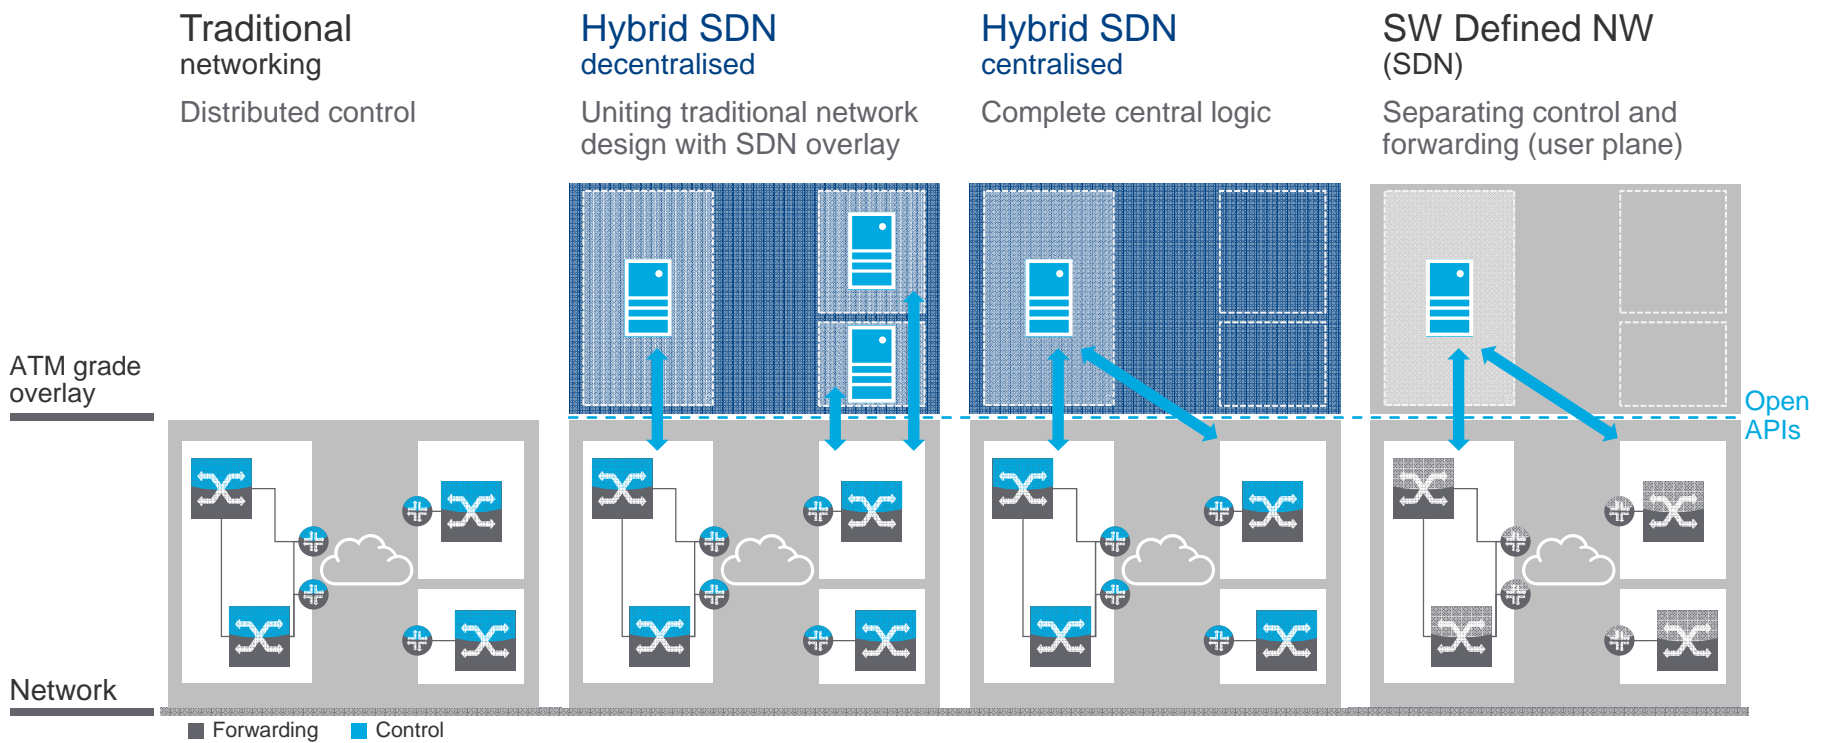 Traditional
networking
Distributed control
Hybrid SDN
decentralised
Uniting traditional network
design with SDN overlay
Hybrid SDN
centralised
Complete central logic
SW Defined NW
(SDN)
Separating control and
forwarding (user plane)
ATM grade
overlay
Open
APIs
Network
Forwarding
Control